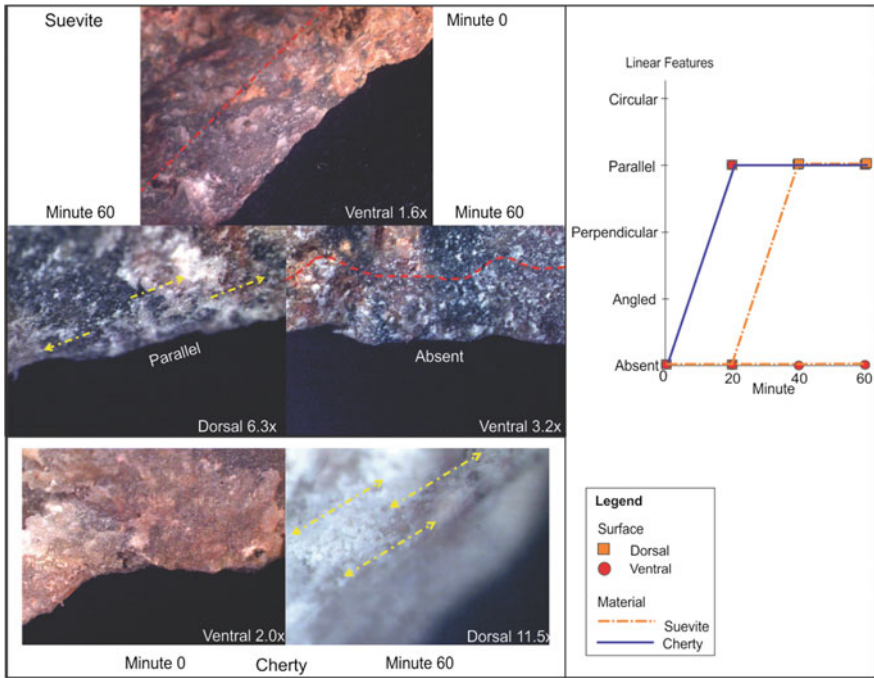 Suevite
Minute 0
Ventral 1.6x
Minute 60
Minute 60
Parallel
Dorsal 6.3x
Absent
Ventral 3.2x
Ventral 2.0x
Dorsal 11.5x
Minute 0
Cherty
Minute 60
Linear Features
Circular
Parallel
Perpendicular
Angled
Absent
0
20
40
60
Minute
Legend
Surface
Dorsal
Ventral
Material
Suevite
Cherty